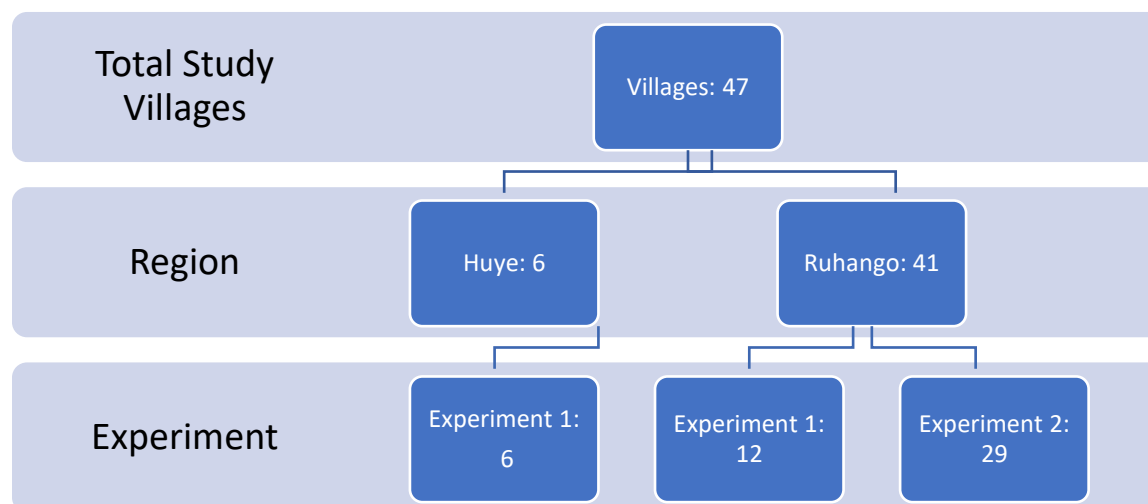 Total Study
Villages
Villages: 47
Region
Huye: 6
Ruhango: 41
Experiment
Experiment 1:
6
Experiment 1:
12
Experiment 2:
29